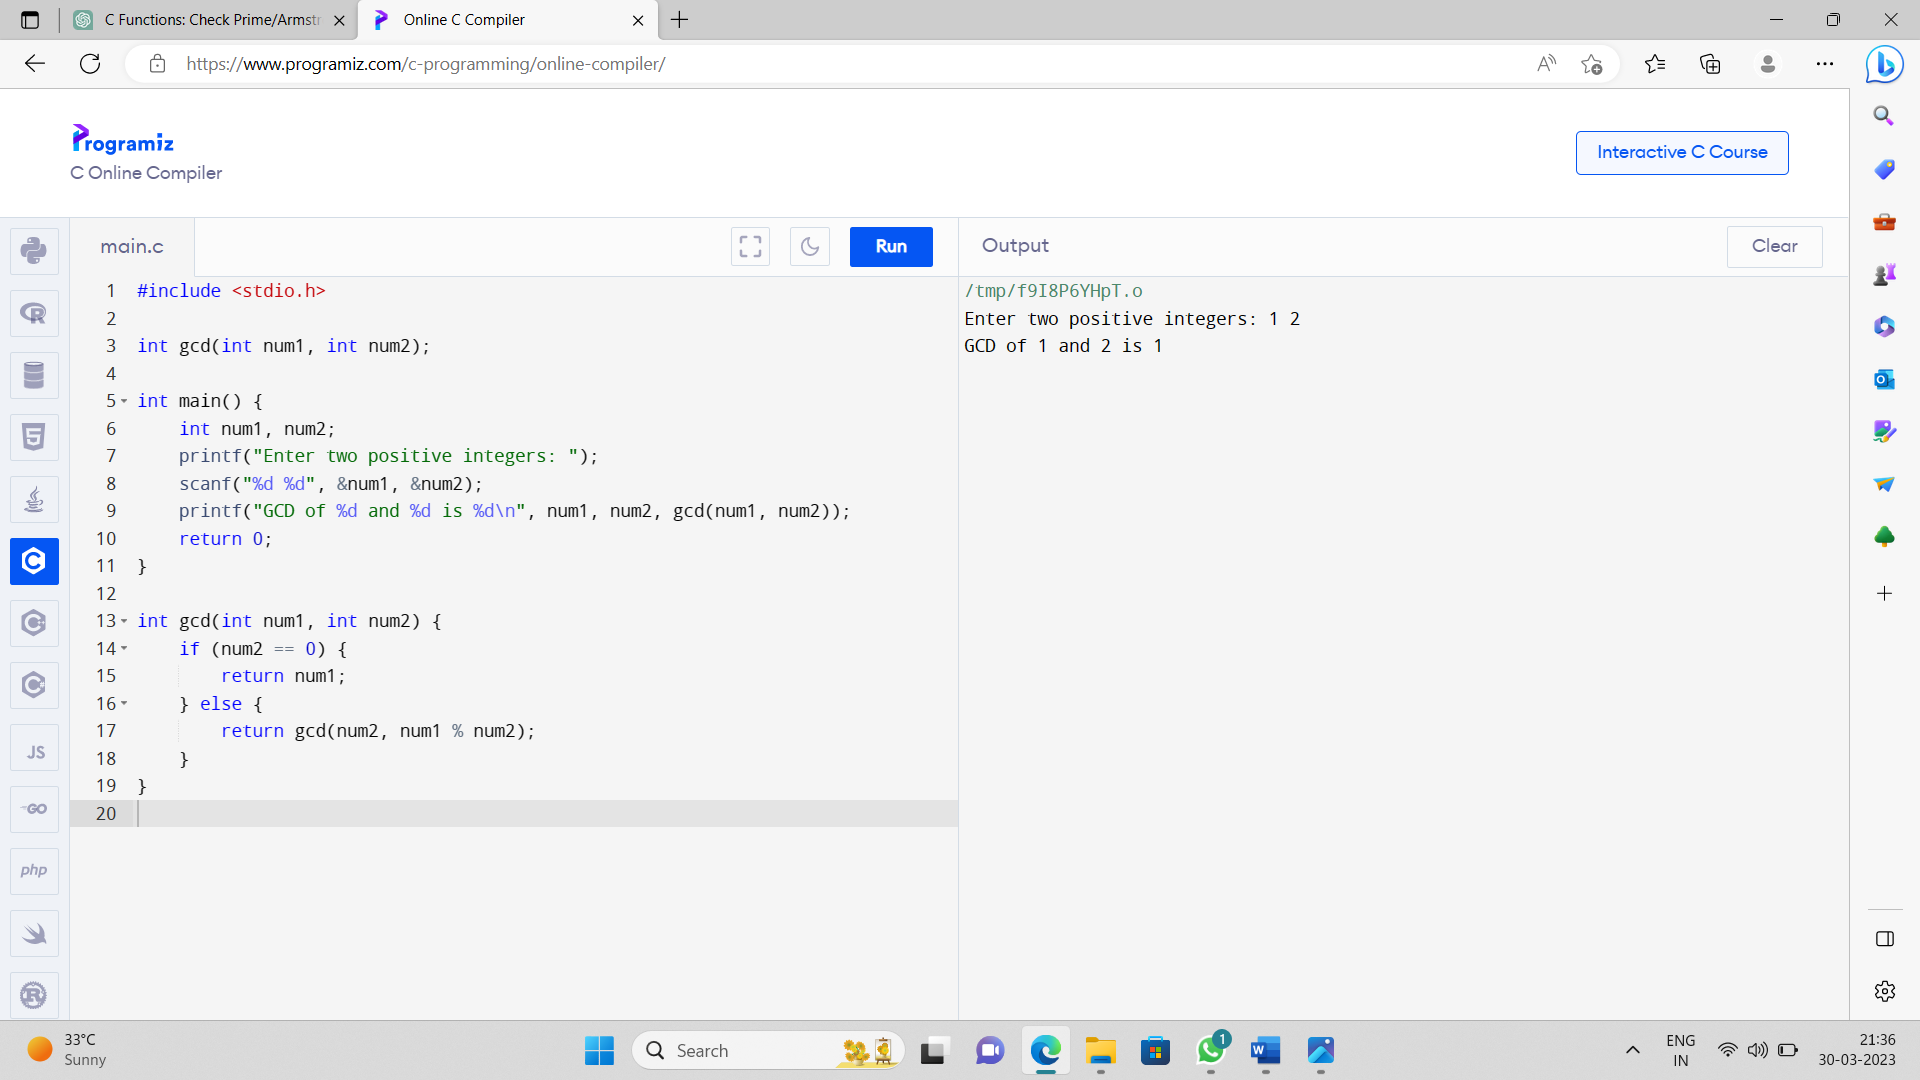 C Functions: Check Prime/Armstr
Online C Compiler
https://www.programiz.com/c-programming/online-compiler/
Programiz
C Online Compiler
Interactive C Course
main.c
Run
Output
Clear
1 #include <stdio.h>
2
3 int gcd(int num1, int num2);
4
5 int main() {
6     int num1, num2;
7     printf("Enter two positive integers: ");
8     scanf("%d %d", &num1, &num2);
9     printf("GCD of %d and %d is %d\n", num1, num2, gcd(num1, num2));
10     return 0;
11 }
12
13 int gcd(int num1, int num2) {
14     if (num2 == 0) {
15         return num1;
16     } else {
17         return gcd(num2, num1 % num2);
18     }
19 }
20
/tmp/f9I8P6YHpT.o
Enter two positive integers: 1 2
GCD of 1 and 2 is 1
JS
GO
php
33°C
Sunny
Search
1
ENG
IN
21:36
30-03-2023